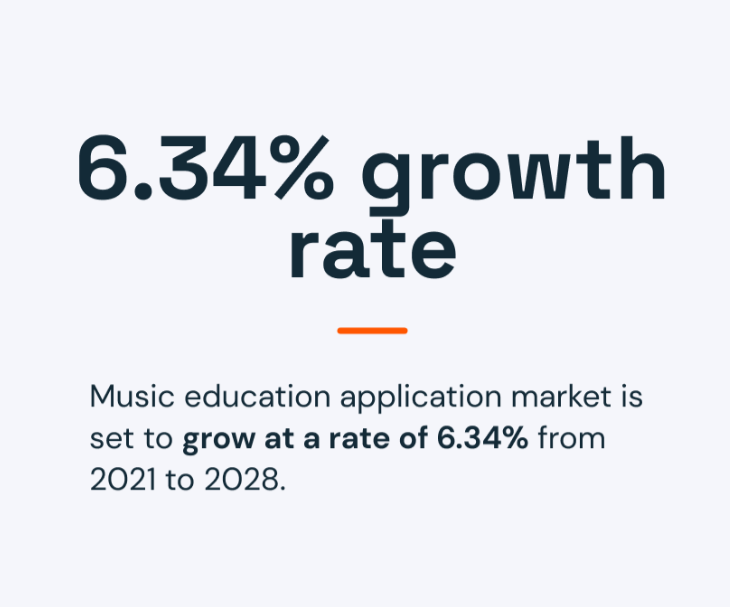 6.34% growth
rate
Music education application market is
set to grow at a rate of 6.34% from
2021 to 2028.